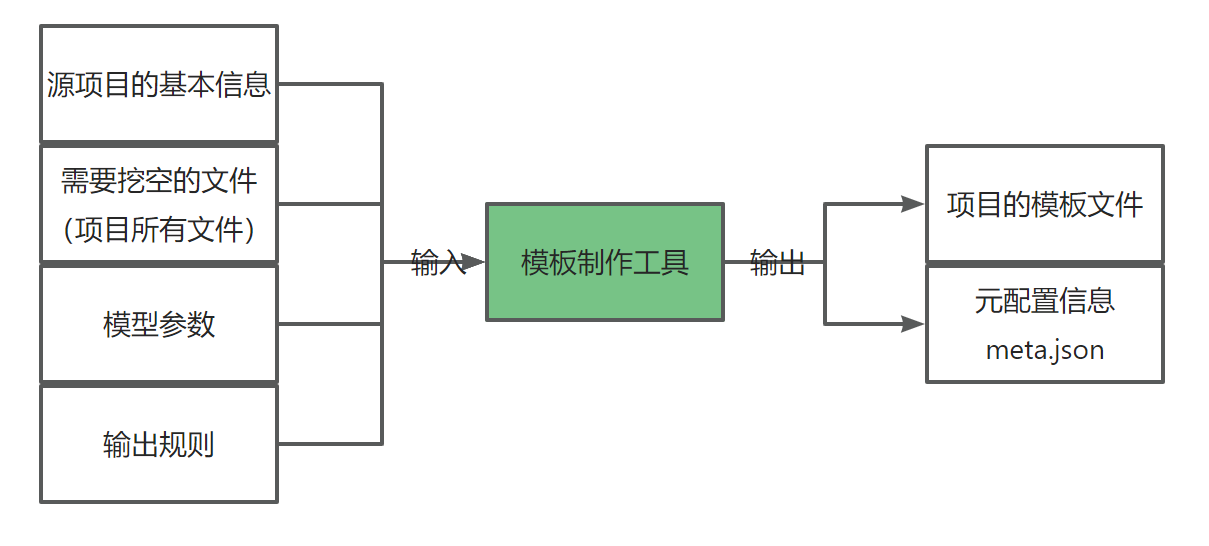 源项目的基本信息
需要挖空的文件
（项目所有文件）
模型参数
输出规则
输入
模板制作工具
输出
项目的模板文件
元配置信息
meta.json